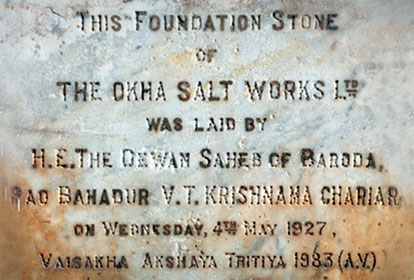 THIS FOUNDATION STONE
OF
THE OKHA SALT WORKS LTD
WAS LAID BY
H.E. THE DEWAN SAHEB OF BARODA,
RAO BAHADUR V.T. KRISHNAMA CHARIAR
ON WEDNESDAY, 4TH MAY 1927,
VAISAKHA AKSHAYA TRITIYA 1983 (A.V.)